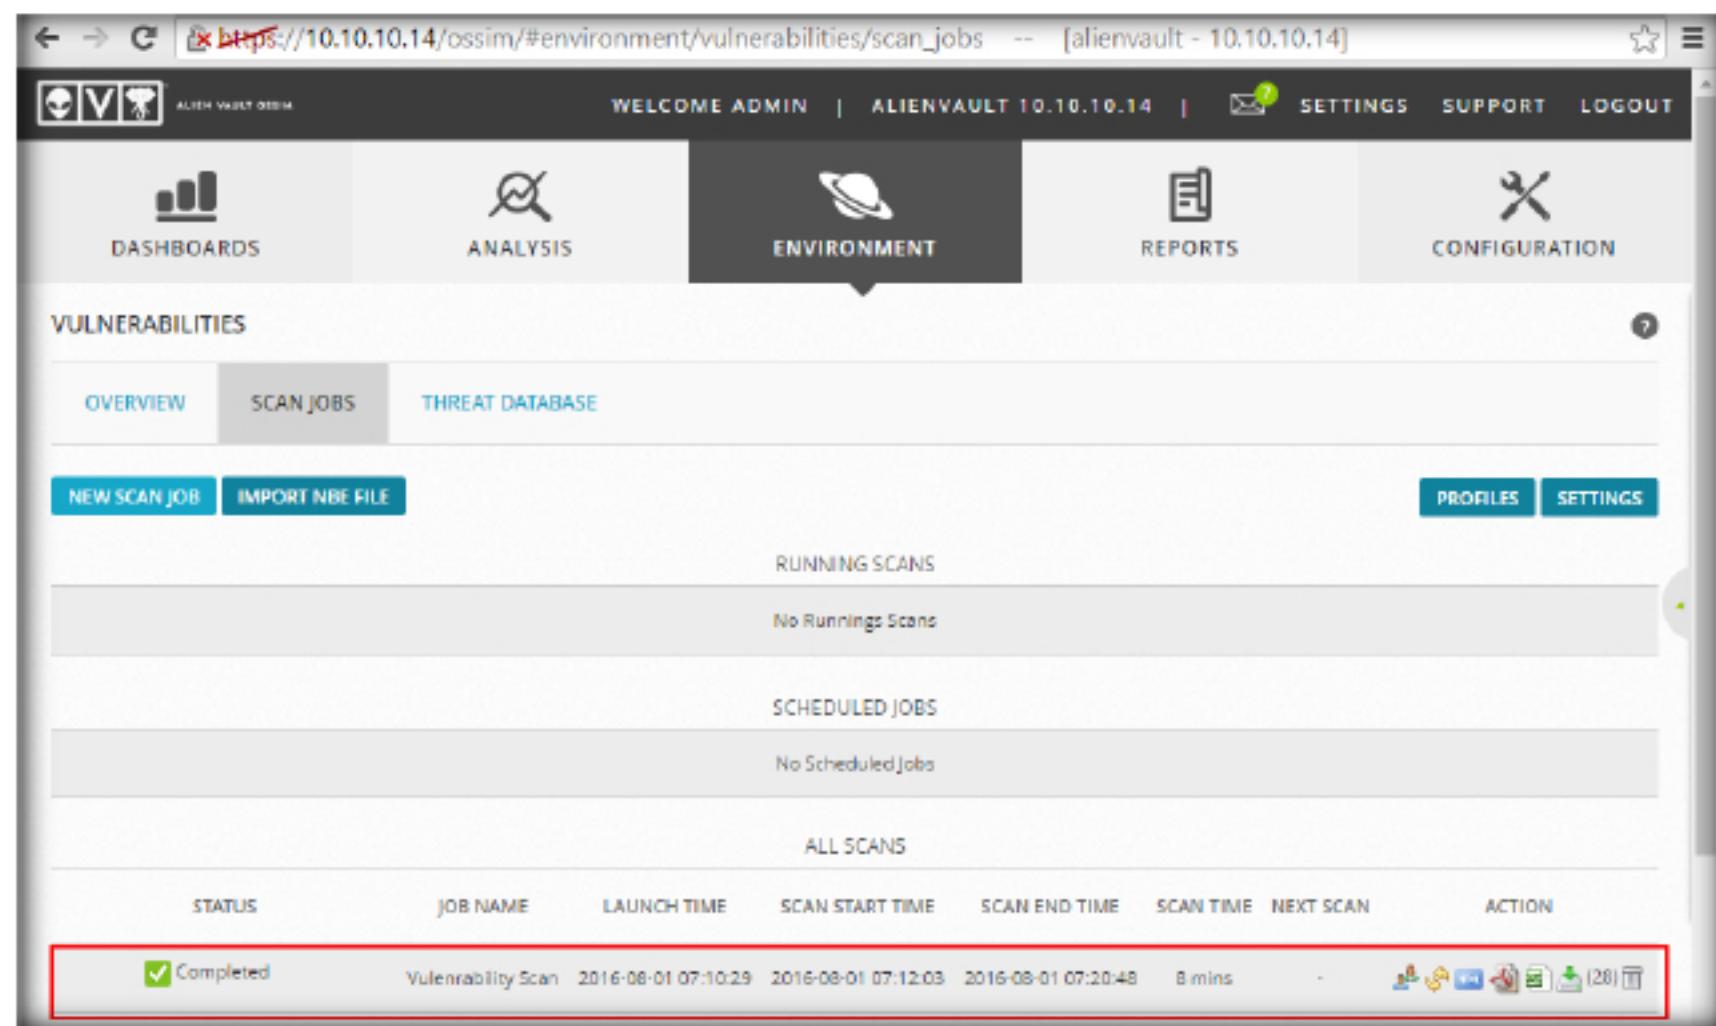 https://10.10.10.14/ossim/#environment/vulnerabilities/scan_jobs -- [alienvault - 10.10.10.14]
V ALIEN VAULT OSSIM WELCOME ADMIN | ALIENVAULT 10.10.10.14 | 7 SETTINGS SUPPORT LOGOUT
DASHBOARDS ANALYSIS ENVIRONMENT REPORTS CONFIGURATION
VULNERABILITIES ?
OVERVIEW SCAN JOBS THREAT DATABASE
NEW SCAN JOB IMPORT NBE FILE PROFILES SETTINGS
RUNNING SCANS
No Runnings Scans
SCHEDULED JOBS
No Scheduled Jobs
ALL SCANS
STATUS JOB NAME LAUNCH TIME SCAN START TIME SCAN END TIME SCAN TIME NEXT SCAN ACTION
Completed Vulenrability Scan 2016-08-01 07:10:29 2016-08-01 07:12:03 2016-08-01 07:20:48 8 mins - (28)